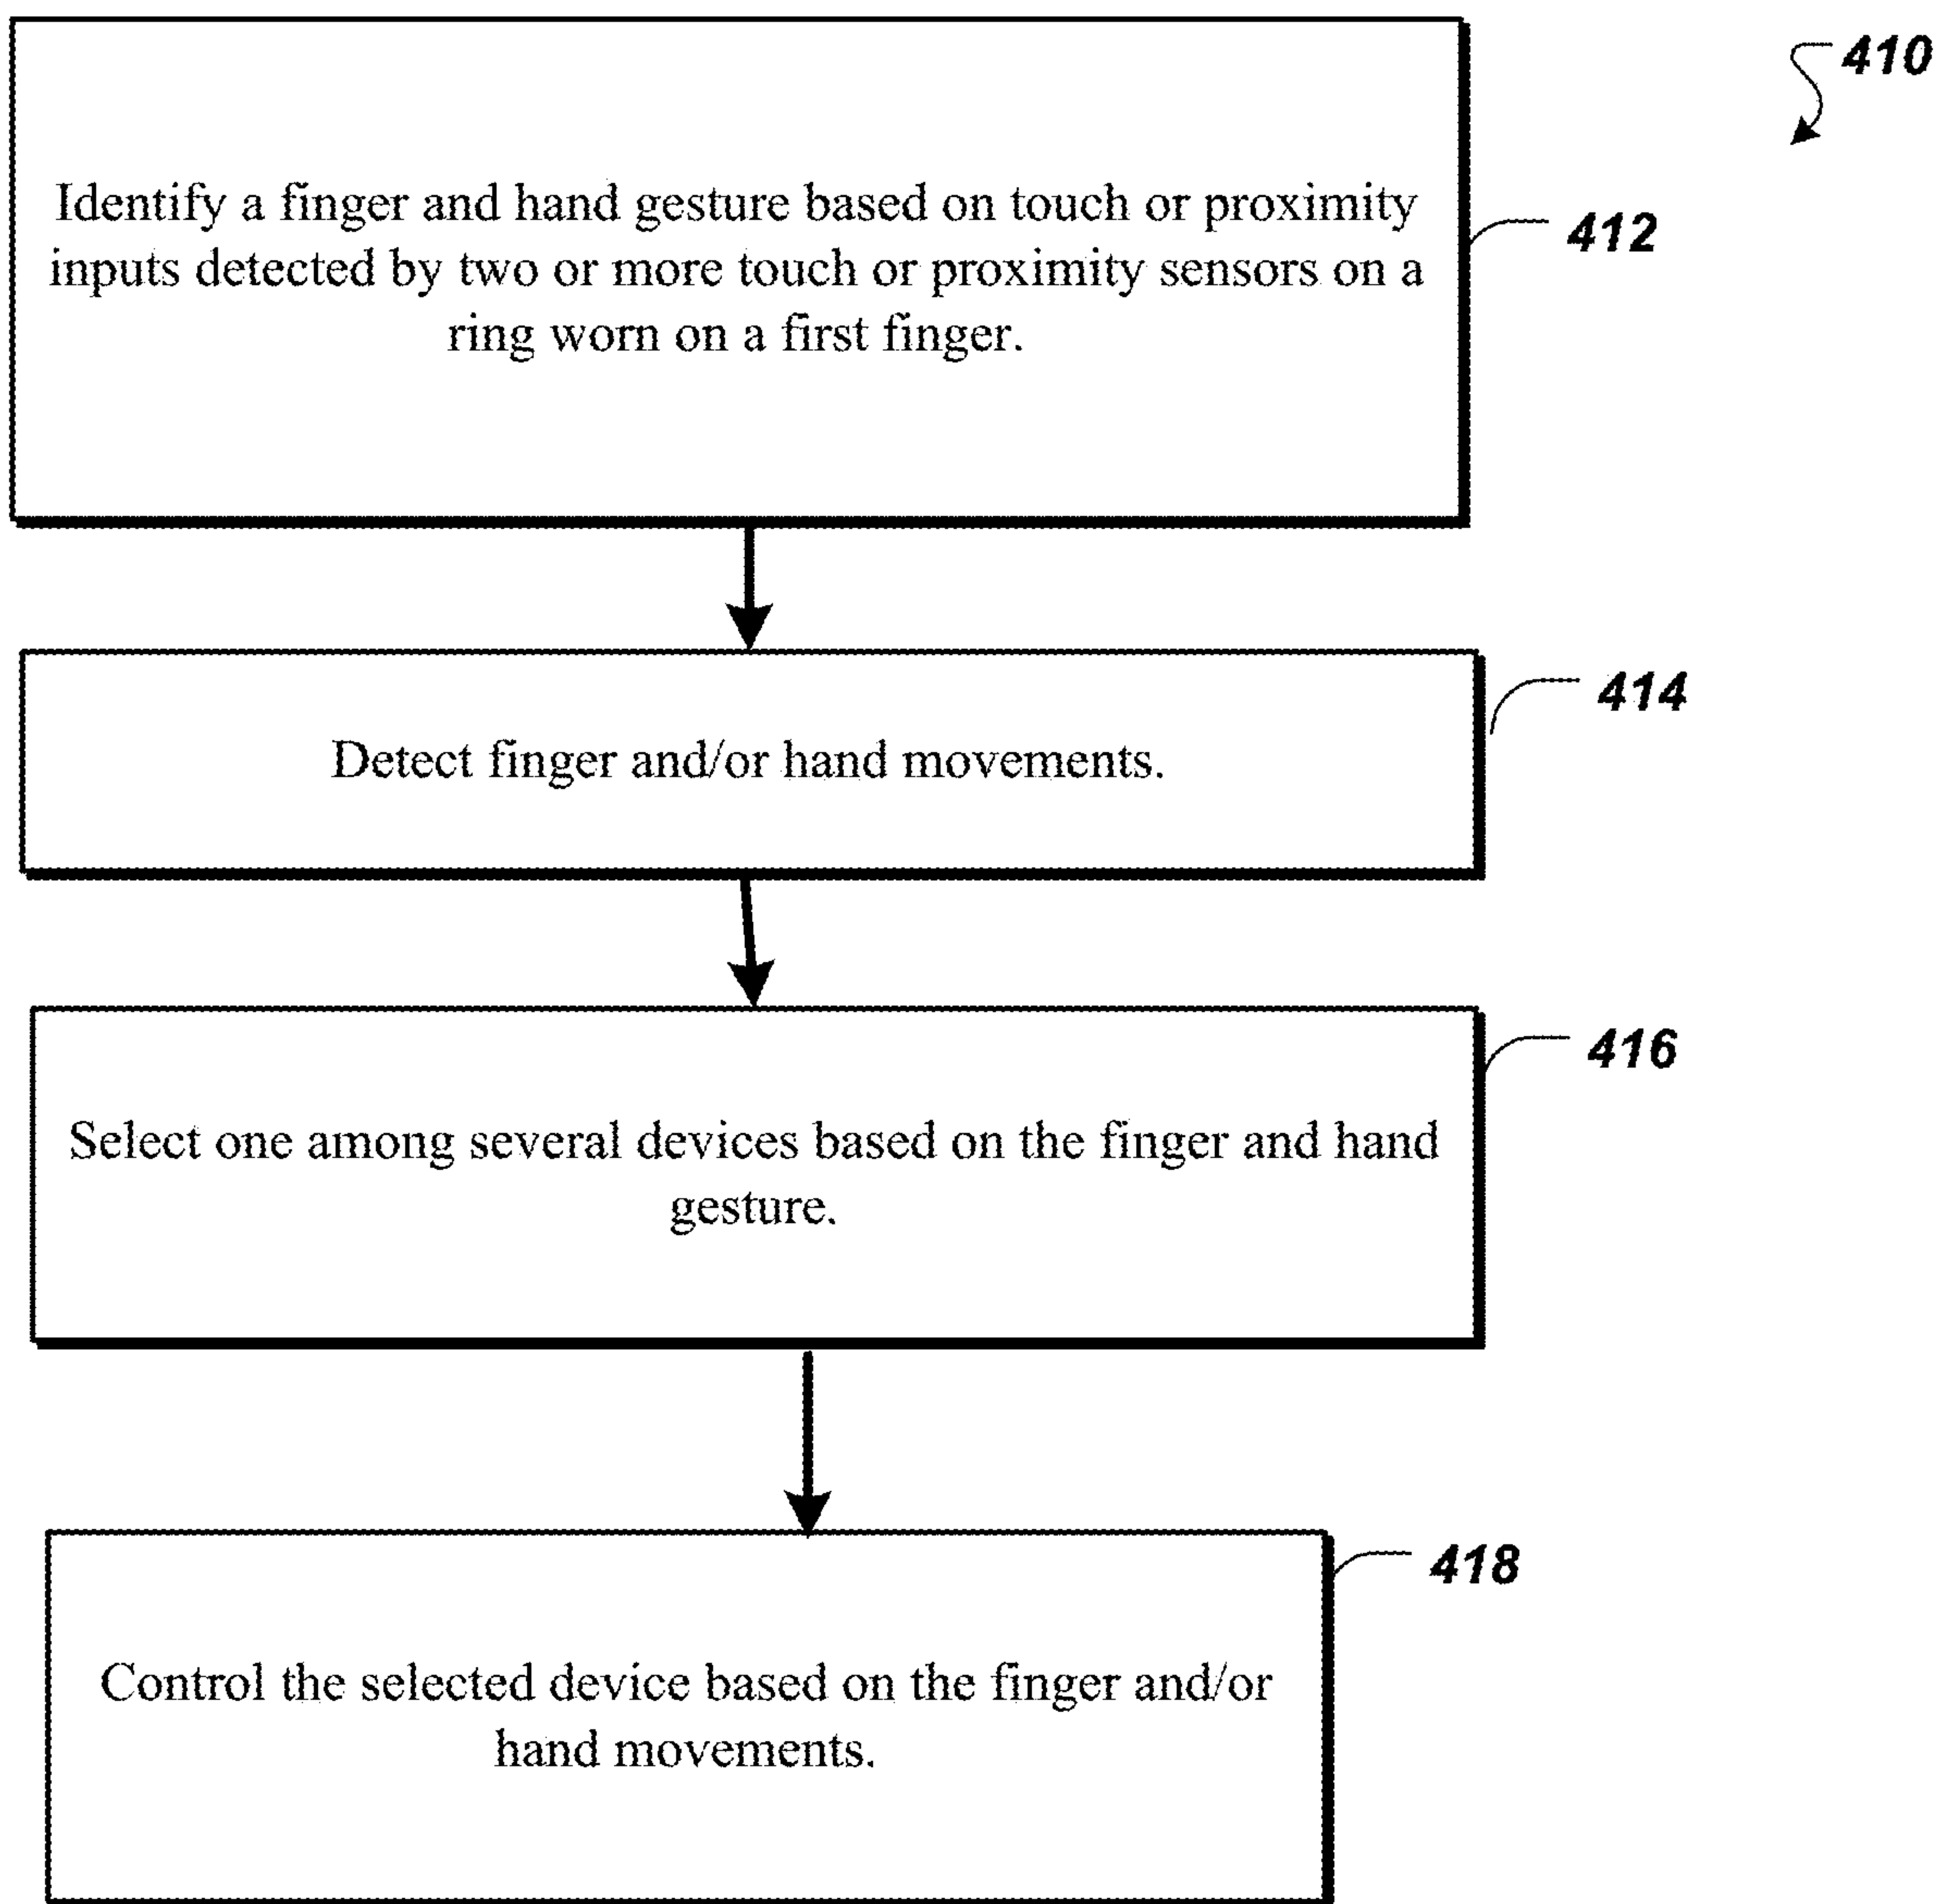 410
Identify a finger and hand gesture based on touch or proximity
inputs detected by two or more touch or proximity sensors on a
ring worn on a first finger.
412
Detect finger and/or hand movements.
414
Select one among several devices based on the finger and hand
gesture.
416
Control the selected device based on the finger and/or
hand movements.
418